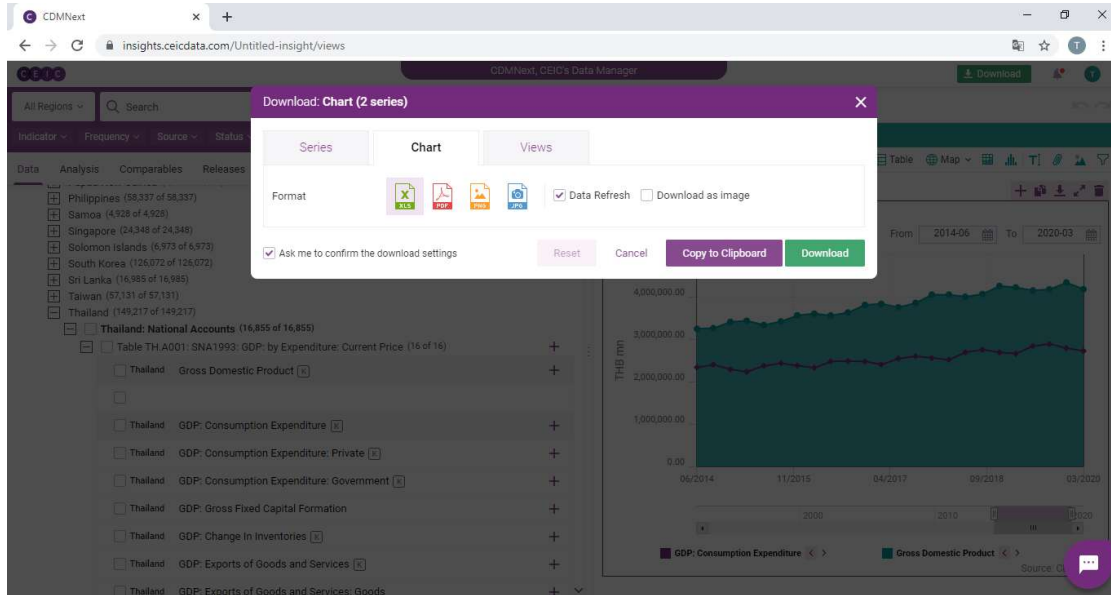 CDMNext
insights.ceicdata.com/Untitled-insight/views
T
CEIC
CDMNext, CEIC's Data Manager
Download
T
All Regions
Search
Indicator Frequency Source Status
Data Analysis Comparables Releases
Table Map
Download: Chart (2 series)
Series Chart Views
Format
XLS PDF PNG JPG
Data Refresh Download as image
Ask me to confirm the download settings
Reset Cancel Copy to Clipboard Download
Philippines (58,337 of 58,337)
Samoa (4,928 of 4,928)
Singapore (24,348 of 24,348)
Solomon Islands (6,973 of 6,973)
South Korea (126,072 of 126,072)
Sri Lanka (16,985 of 16,985)
Taiwan (57,131 of 57,131)
Thailand (149,217 of 149,217)
Thailand: National Accounts (16,855 of 16,855)
Table TH.A001: SNA1993: GDP: by Expenditure: Current Price (16 of 16)
Thailand Gross Domestic Product K
Thailand GDP: Consumption Expenditure K
Thailand GDP: Consumption Expenditure: Private K
Thailand GDP: Consumption Expenditure: Government K
Thailand GDP: Gross Fixed Capital Formation
Thailand GDP: Change In Inventories K
Thailand GDP: Exports of Goods and Services K
Thailand GDP: Exports of Goods and Services: Goods
From 2014-06 To 2020-03
4,000,000.00
3,000,000.00
2,000,000.00
1,000,000.00
0.00
THB mn
06/2014 11/2015 04/2017 09/2018 03/2020
2000 2010 2020
GDP: Consumption Expenditure Gross Domestic Product
Source: